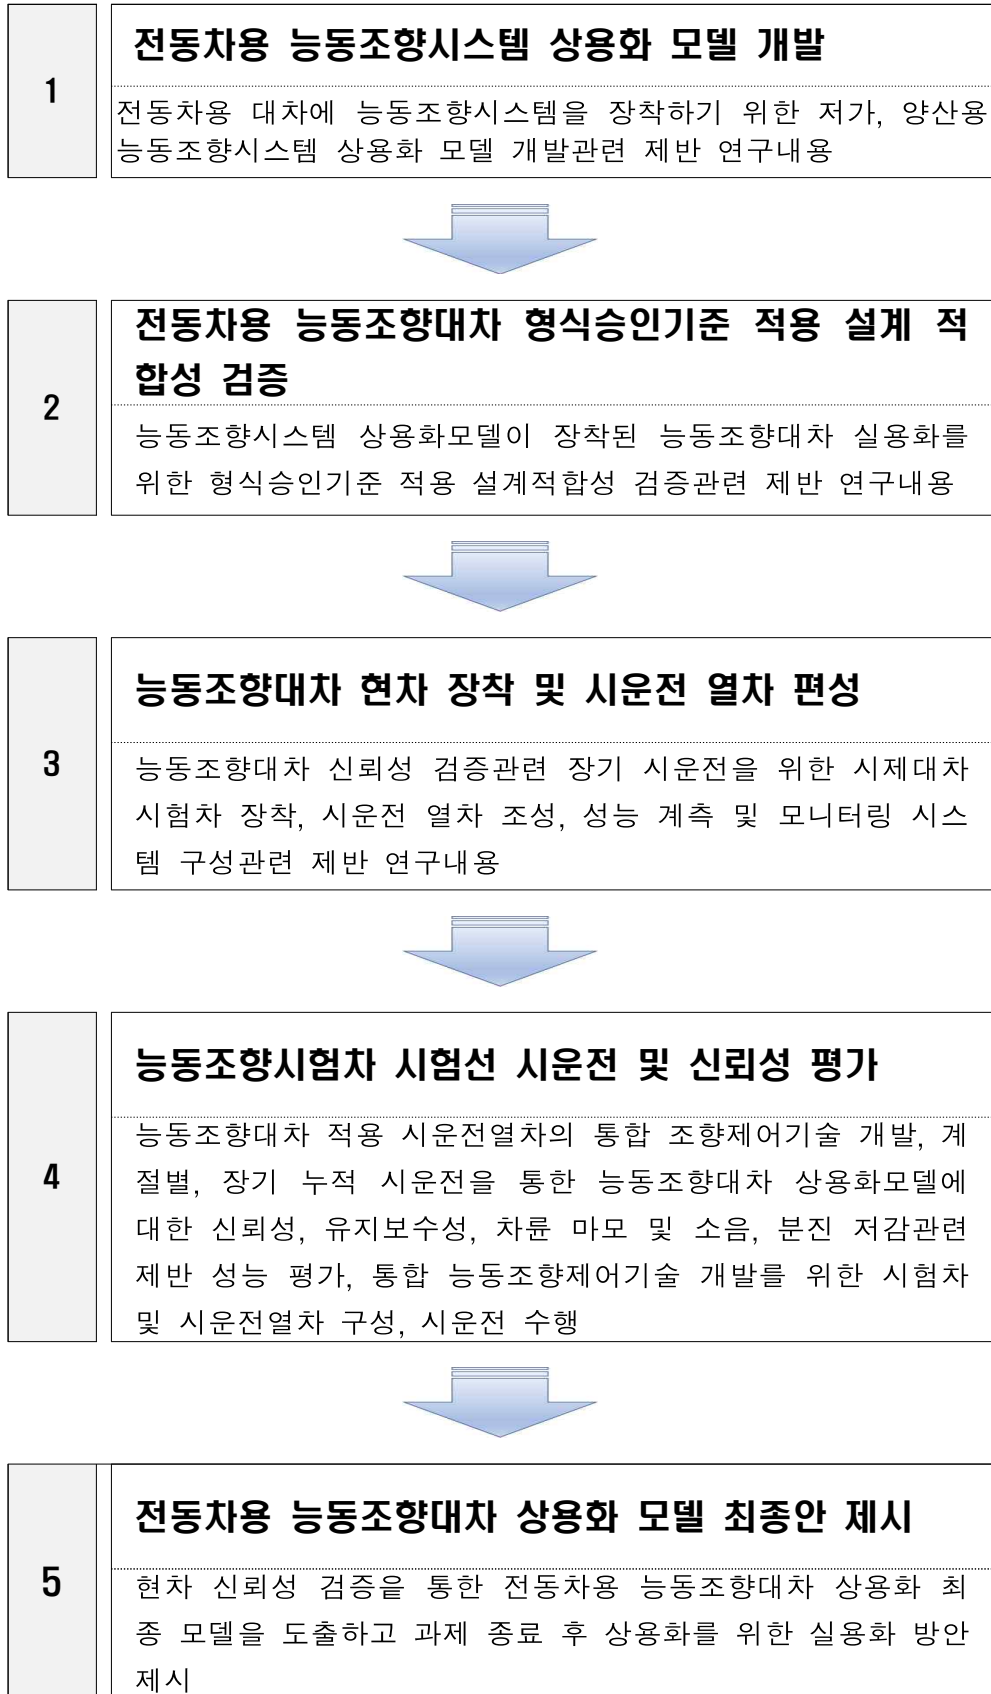 1
전동차용 능동조향시스템 상용화 모델 개발
전동차용 대차에 능동조향시스템을 장착하기 위한 저가, 양산용
능동조향시스템 상용화 모델 개발관련 제반 연구내용
2
전동차용 능동조향대차 형식승인기준 적용 설계 적
합성 검증
능동조향시스템 상용화모델이 장착된 능동조향대차 실용화를
위한 형식승인기준 적용 설계적합성 검증관련 제반 연구내용
3
능동조향대차 현차 장착 및 시운전 열차 편성
능동조향대차 신뢰성 검증관련 장기 시운전을 위한 시제대차
시험차 장착, 시운전 열차 조성, 성능 계측 및 모니터링 시스
템 구성관련 제반 연구내용
4
능동조향시험차 시험선 시운전 및 신뢰성 평가
능동조향대차 적용 시운전열차의 통합 조향제어기술 개발, 계
절별, 장기 누적 시운전을 통한 능동조향대차 상용화모델에
대한 신뢰성, 유지보수성, 차륜 마모 및 소음, 분진 저감관련
제반 성능 평가, 통합 능동조향제어기술 개발를 위한 시험차
및 시운전열차 구성, 시운전 수행
5
전동차용 능동조향대차 상용화 모델 최종안 제시
현차 신뢰성 검증읕 통한 전동차용 능동조향대차 상용화 최
종 모델을 도출하고 과제 종료 후 상용화를 위한 실용화 방안
제시